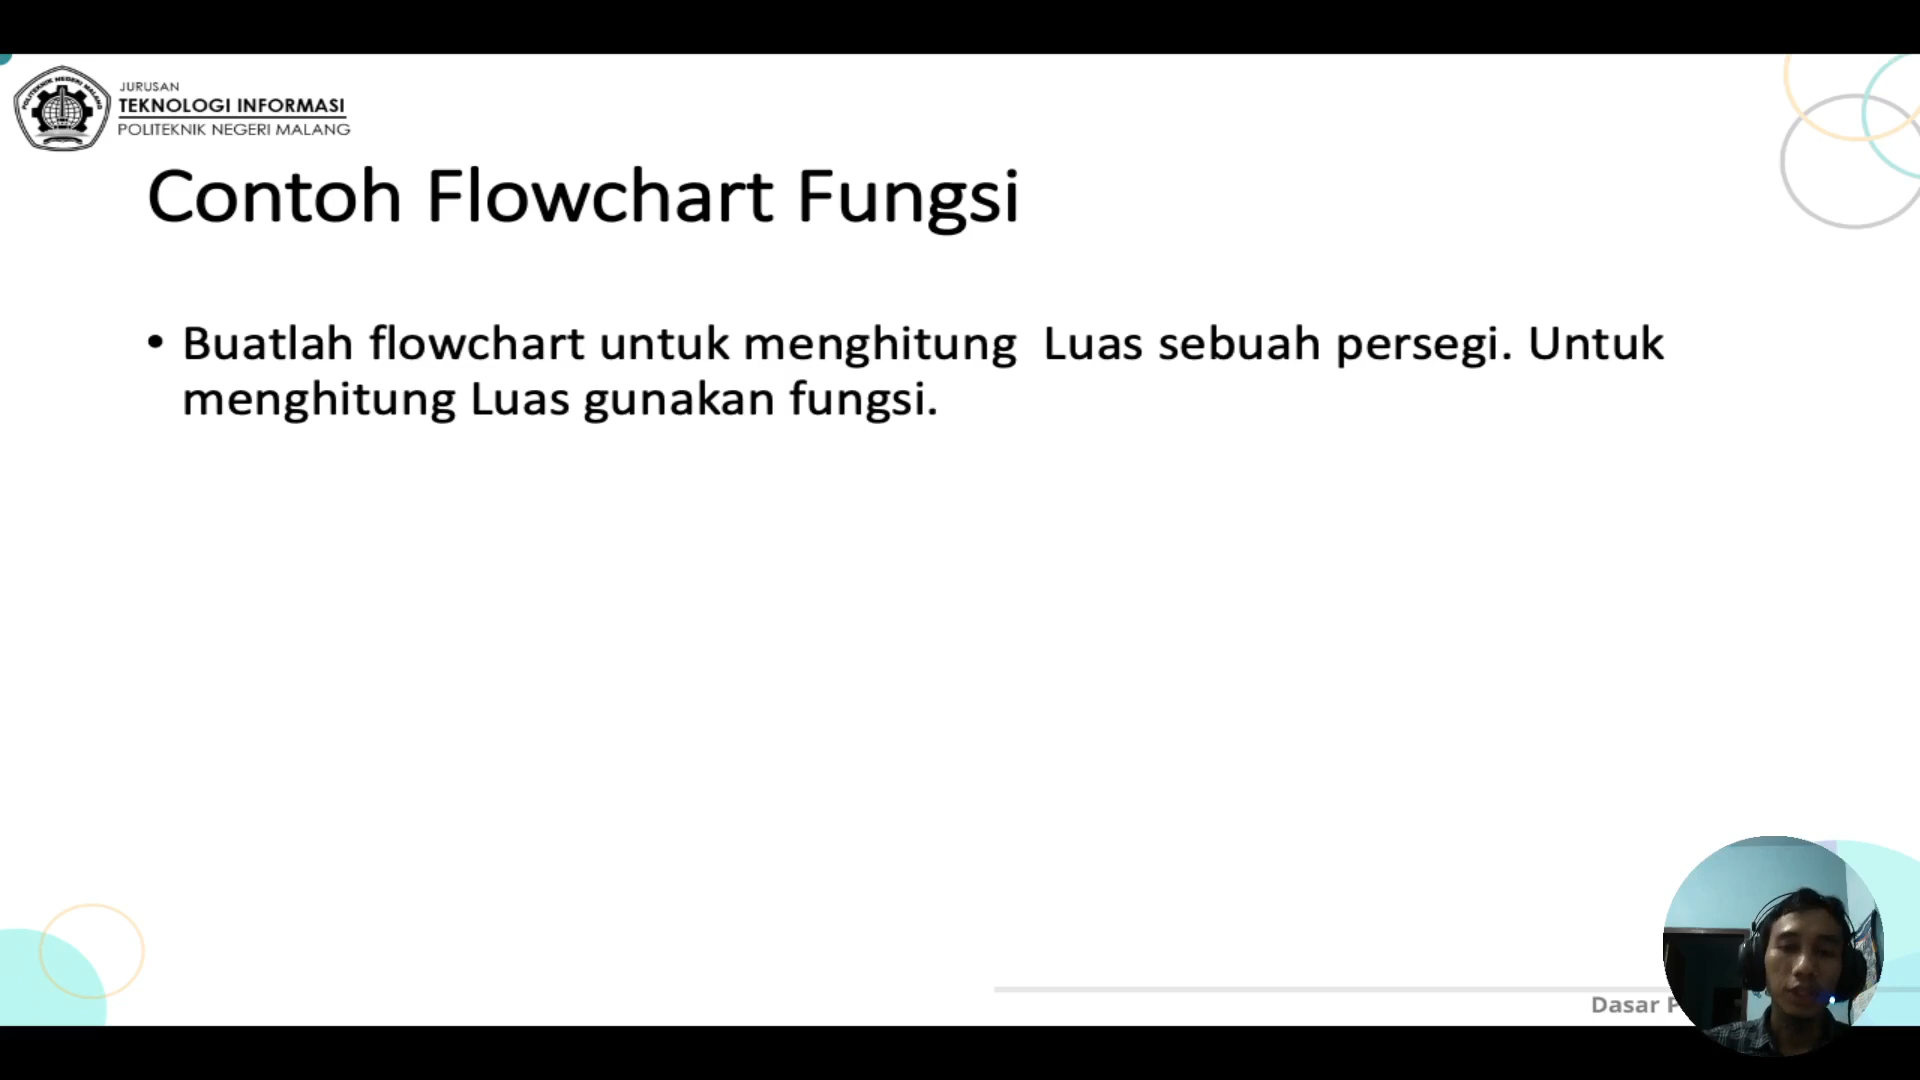 JURUSAN
TEKNOLOGI INFORMASI
POLITEKNIK NEGERI MALANG
Contoh Flowchart Fungsi
• Buatlah flowchart untuk menghitung  Luas sebuah persegi. Untuk
menghitung Luas gunakan fungsi.
Dasar